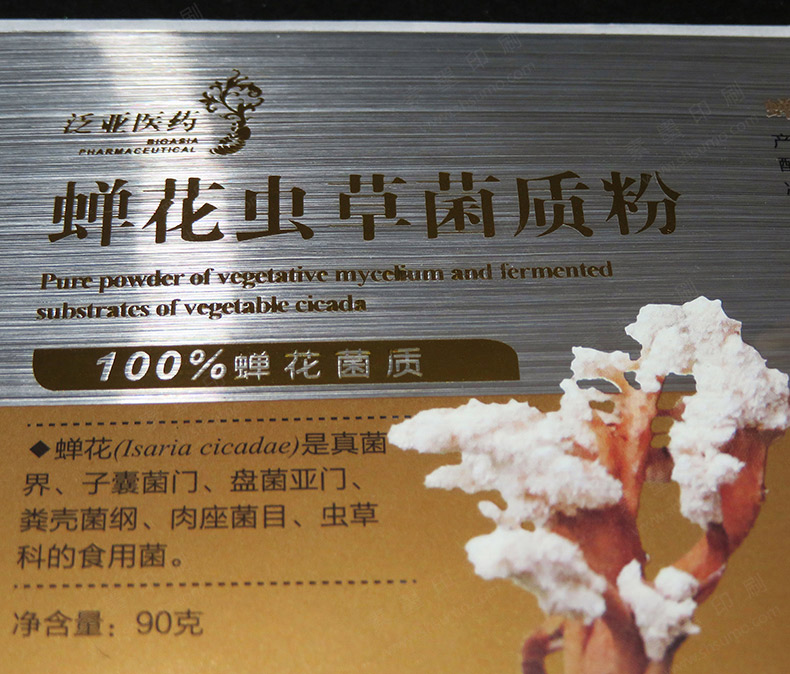 泛亚医药
BIOASIA
PHARMACEUTICAL
蝉花虫草菌质粉
Pure powder of vegetative mycelium and fermented
substrates of vegetable cicada
100%蝉花菌质
◆蝉花(Isaria cicadae)是真菌
界、子囊菌门、盘菌亚门、
粪壳菌纲、肉座菌目、虫草
科的食用菌。
净含量：90克